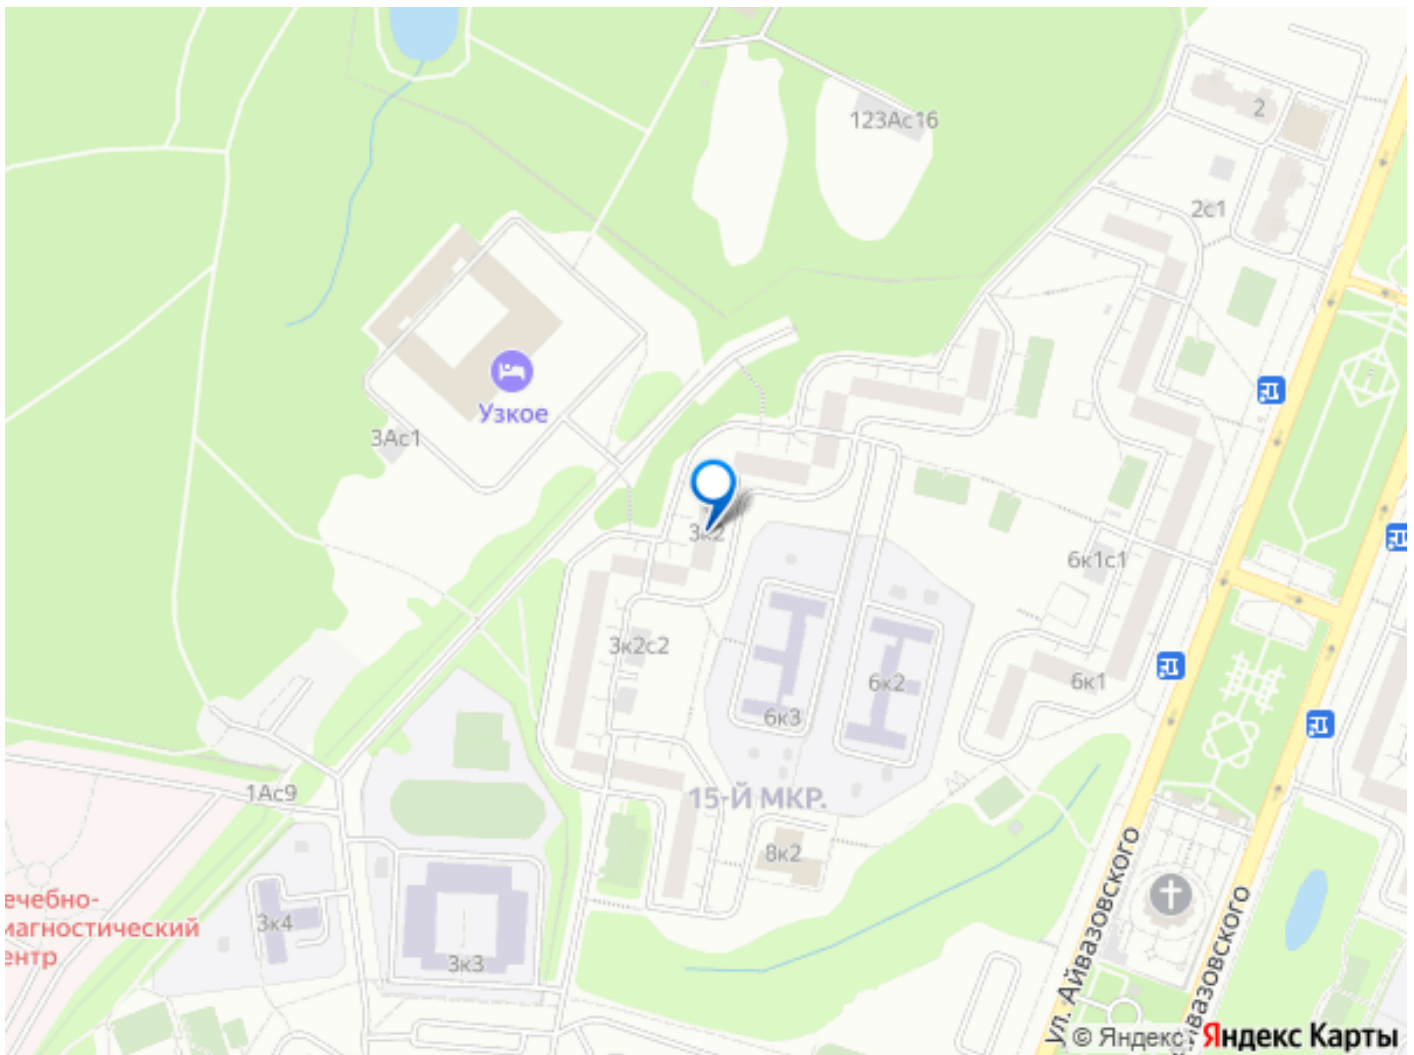 123Ас16
2
2с1
Узкое
3Ас1
3к2
6к1с1
3к2с2
6к2
6к1
6к3
15-Й МКР.
1Ас9
8к2
ечебно-
иагностический
ентр
3к4
3к3
ул. Айвазовского
йвазовского
© Яндекс
Яндекс Карты